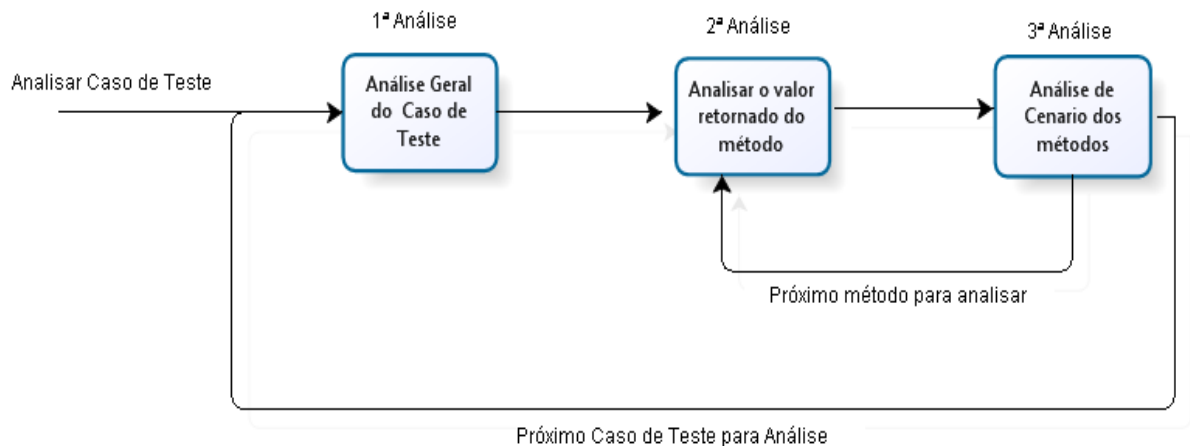 1ª Análise
2ª Análise
3ª Análise
Analisar Caso de Teste
Análise Geral
do Caso de
Teste
Analisar o valor
retornado do
método
Análise de
Cenario dos
métodos
Próximo método para analisar
Próximo Caso de Teste para Análise